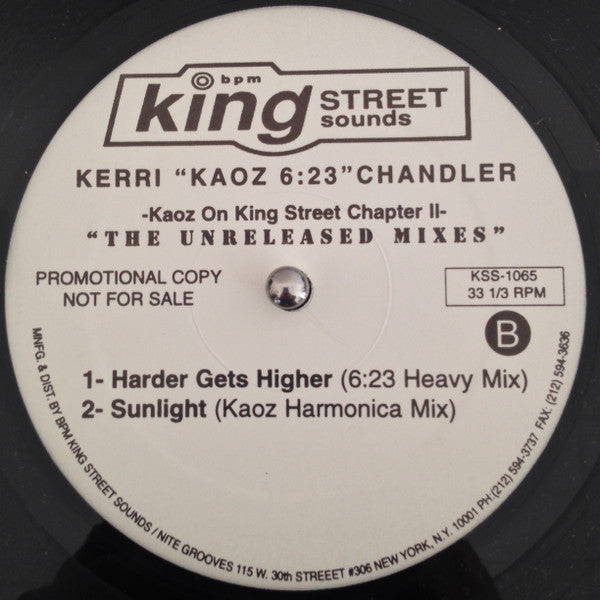 bpm
king STREET
sounds
KERRI “KAOZ 6:23” CHANDLER
-Kaoz On King Street Chapter II-
“THE UNRELEASED MIXES”
PROMOTIONAL COPY
NOT FOR SALE
KSS-1065
33 1/3 RPM
B
1- Harder Gets Higher (6:23 Heavy Mix)
2- Sunlight (Kaoz Harmonica Mix)
MNFG. & DIST. BY BPM KING STREET SOUNDS / NITE GROOVES 115 W. 30th STREEET #306 NEW YORK, N.Y. 10001 PH:(212) 594-3737 FAX: (212) 594-3636